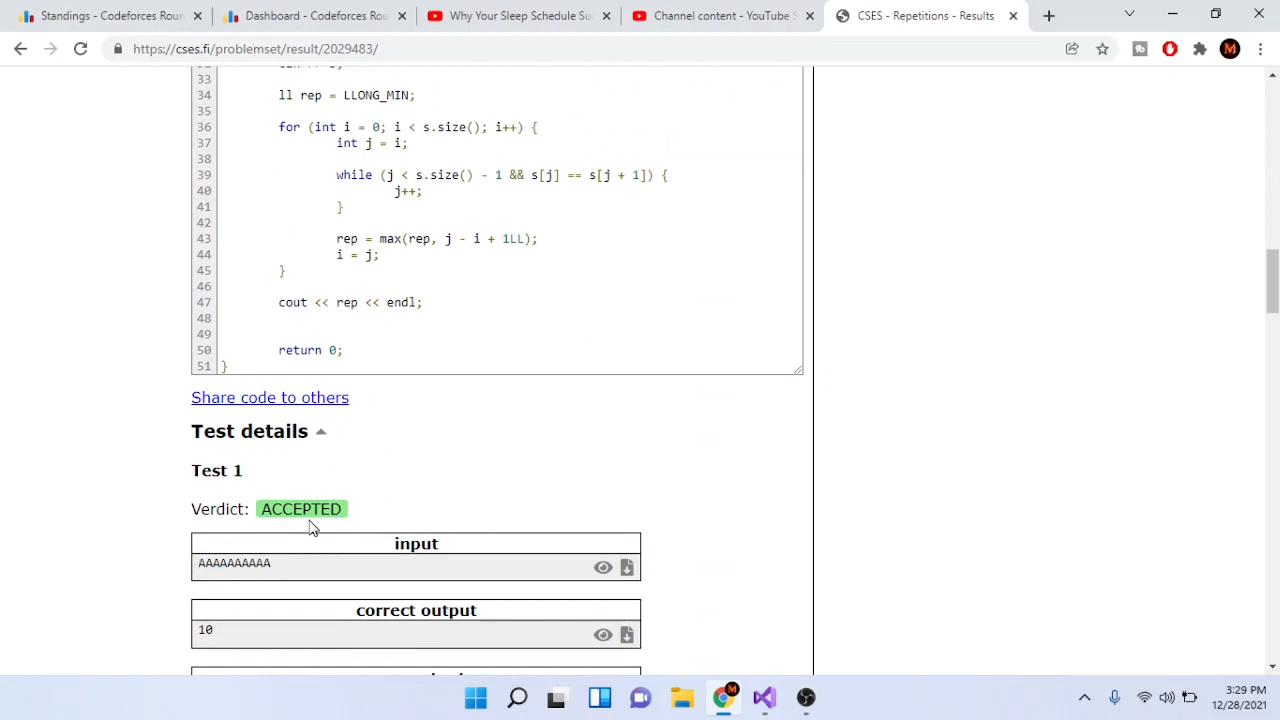 Standings - Codeforces Roun
Dashboard - Codeforces Rou
Why Your Sleep Schedule Su
Channel content - YouTube S
CSES - Repetitions - Results
https://cses.fi/problemset/result/2029483/
M
33
34 ll rep = LLONG_MIN;
35
36 for (int i = 0; i < s.size(); i++) {
37 int j = i;
38
39 while (j < s.size() - 1 && s[j] == s[j + 1]) {
40 j++;
41 }
42
43 rep = max(rep, j - i + 1LL);
44 i = j;
45 }
46
47 cout << rep << endl;
48
49
50 return 0;
51 }
Share code to others
Test details
Test 1
Verdict: ACCEPTED
input
AAAAAAAAAA
correct output
10
M
3:29 PM
12/28/2021